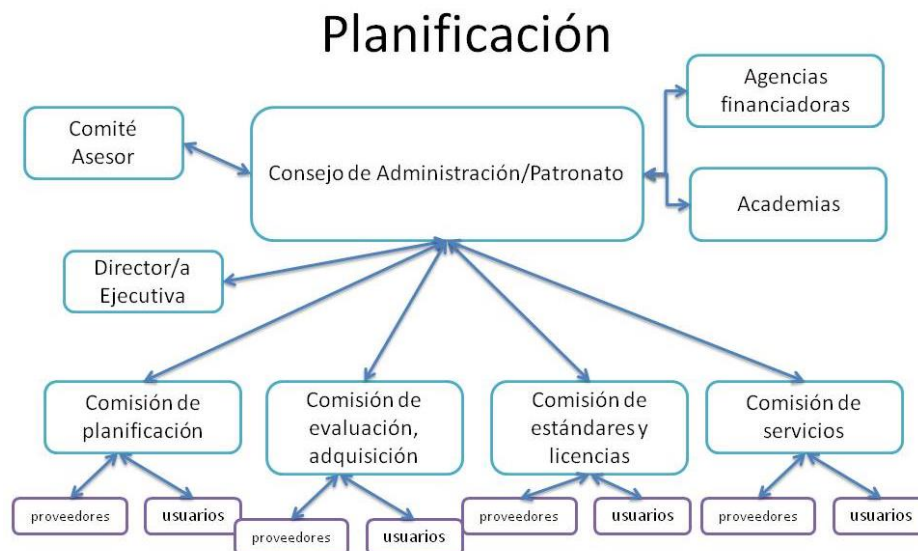 Planificación
Agencias
financiadoras
Comité
Asesor
Consejo de Administración/Patronato
Academias
Director/a
Ejecutiva
Comisión de
planificación
Comisión de
evaluación,
adquisición
Comisión de
estándares y
licencias
Comisión de
servicios
proveedores
usuarios
proveedores
usuarios
proveedores
usuarios
proveedores
usuarios